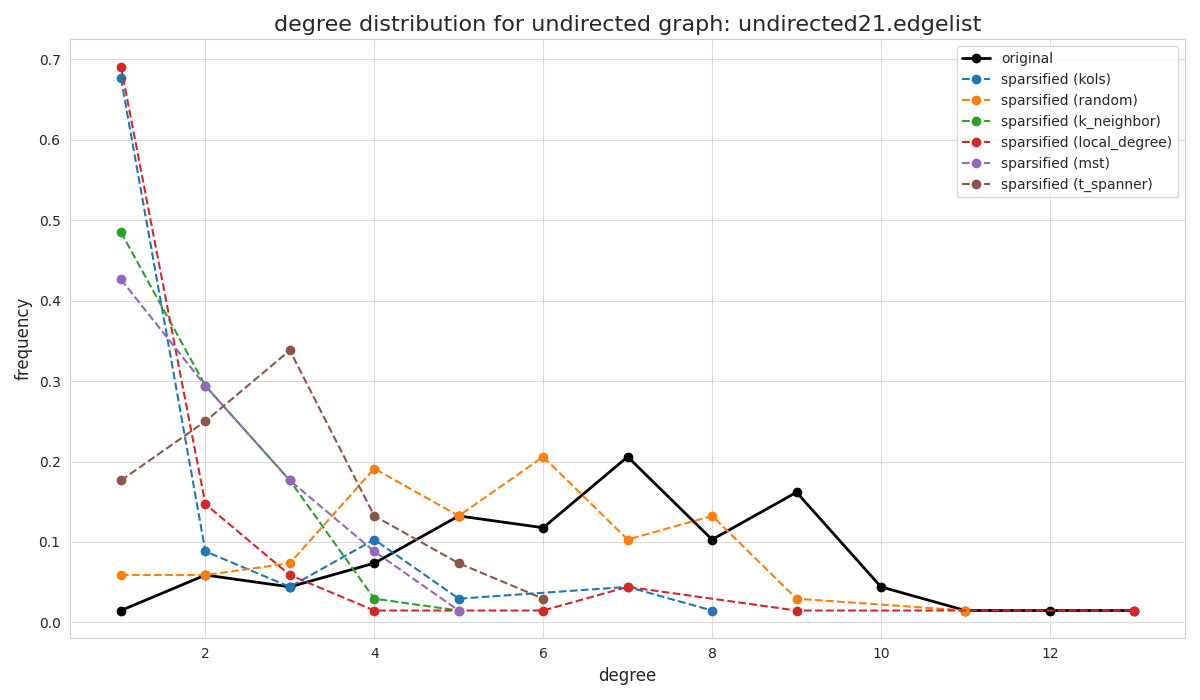 degree distribution for undirected graph: undirected21.edgelist
original
sparsified (kols)
sparsified (random)
sparsified (k_neighbor)
sparsified (local_degree)
sparsified (mst)
sparsified (t_spanner)
frequency
0.7
0.6
0.5
0.4
0.3
0.2
0.1
0.0
2
4
6
8
10
12
degree